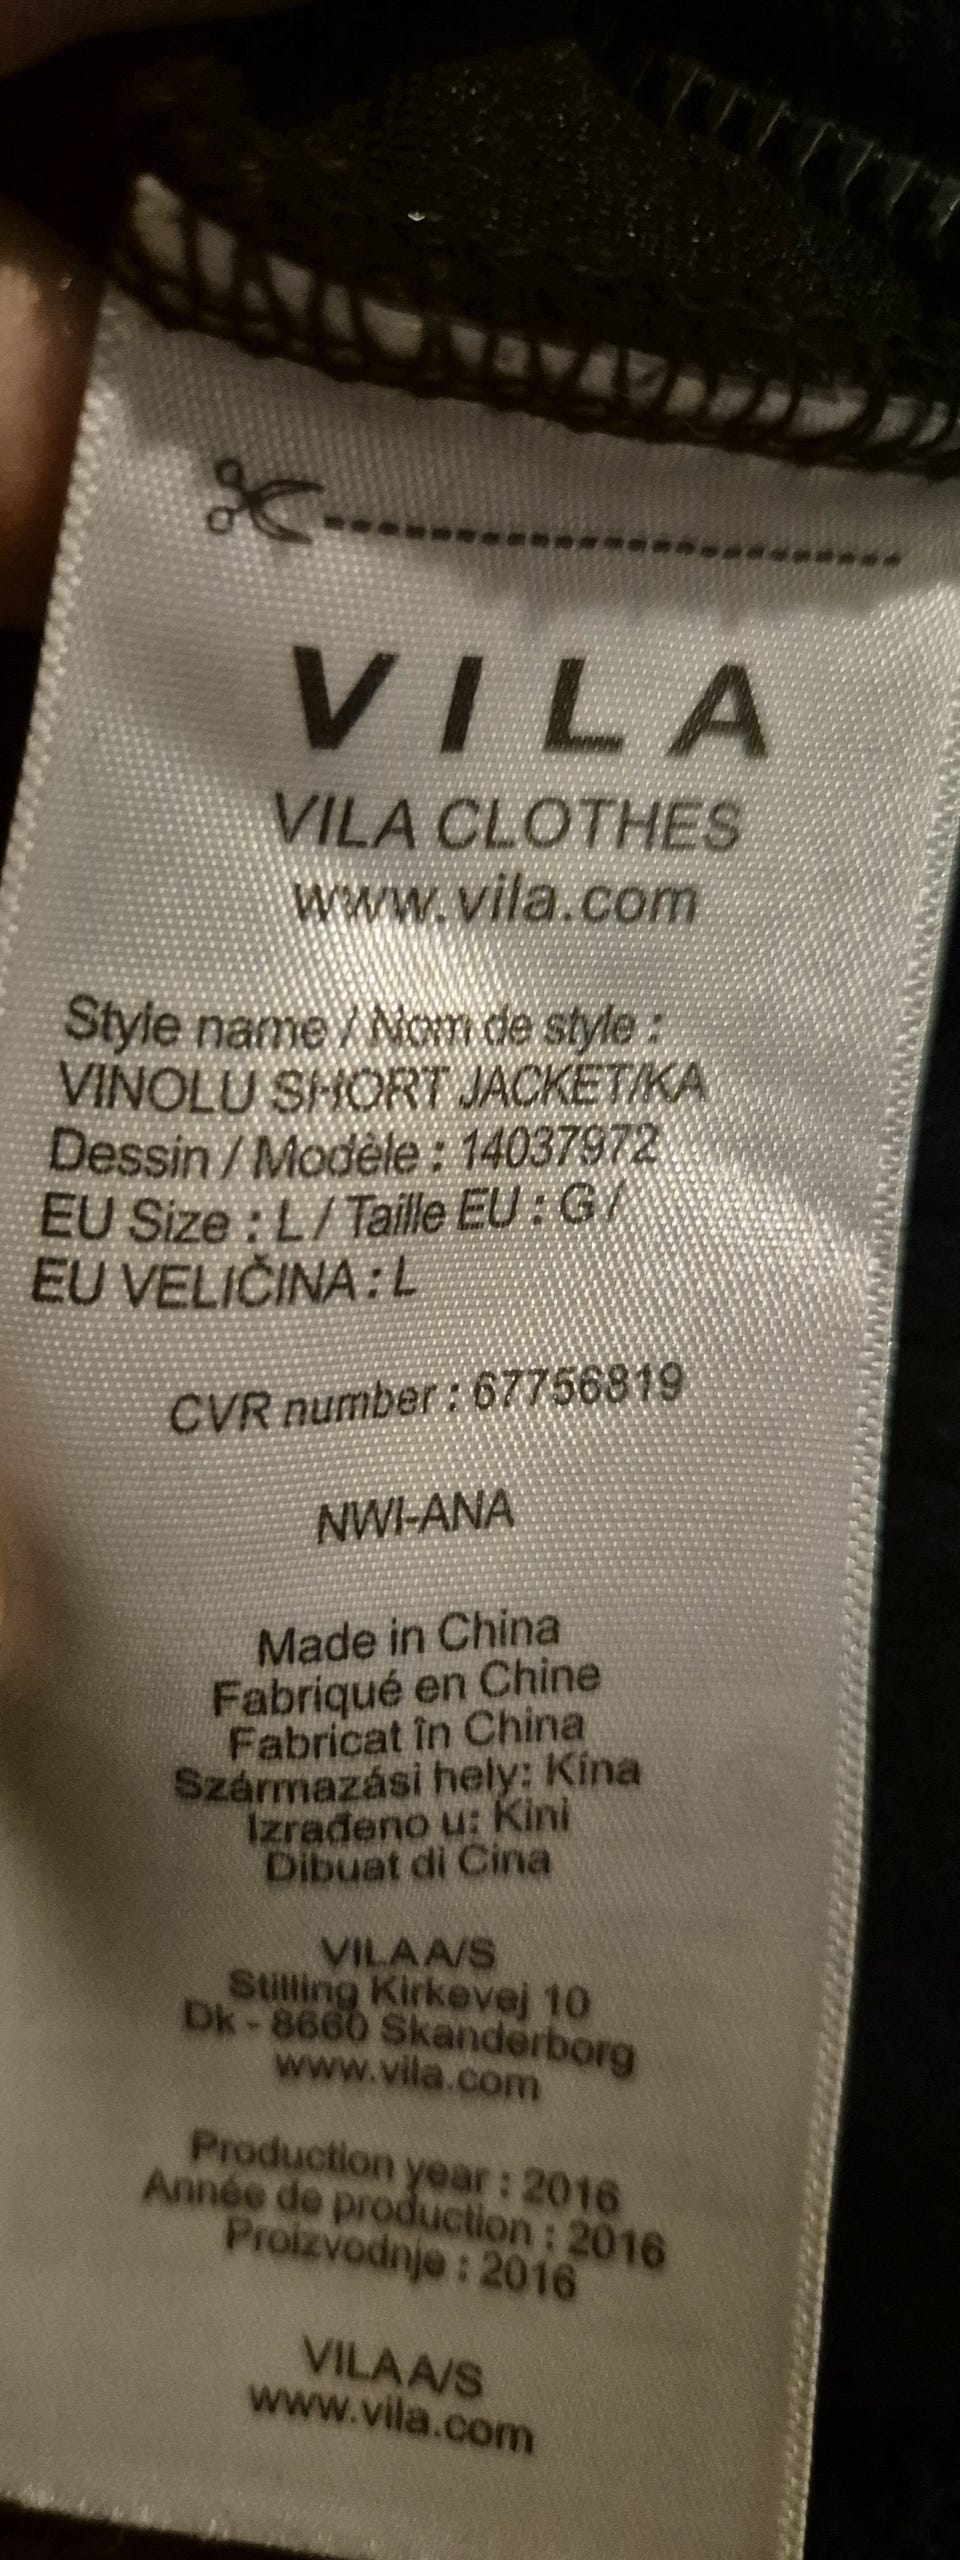 VILA
VILA CLOTHES
www.vila.com
Style name / Nom de style :
VINOLU SHORT JACKET/KA
Dessin / Modèle : 14037972
EU Size : L / Taille EU : G /
EU VELIČINA : L
CVR number : 67756819
NWI-ANA
Made in China
Fabriqué en Chine
Fabricat în China
Származási hely: Kína
Izrađeno u: Kini
Dibuat di Cina
VILA A/S
Stilling Kirkevej 10
Dk - 8660 Skanderborg
www.vila.com
Production year : 2016
Année de production : 2016
Proizvodnje : 2016
VILA A/S
www.vila.com